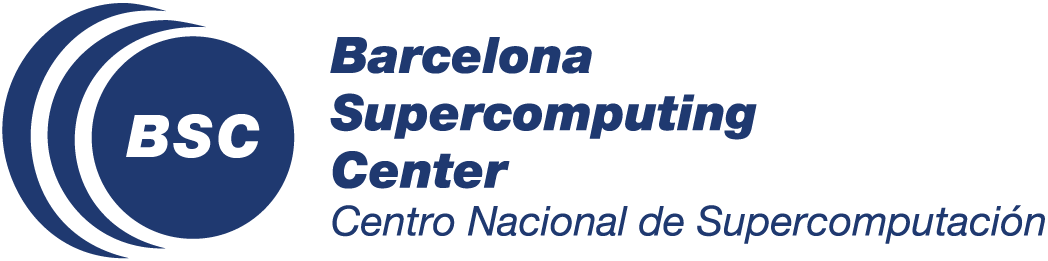 BSC
Barcelona
Supercomputing
Center
Centro Nacional de Supercomputación